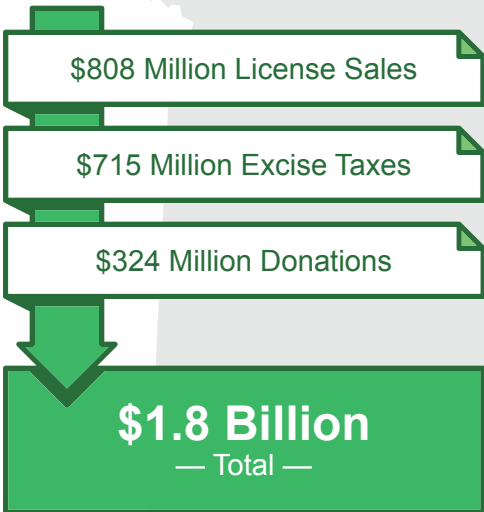 $808 Million License Sales
$715 Million Excise Taxes
$324 Million Donations
$1.8 Billion
— Total —